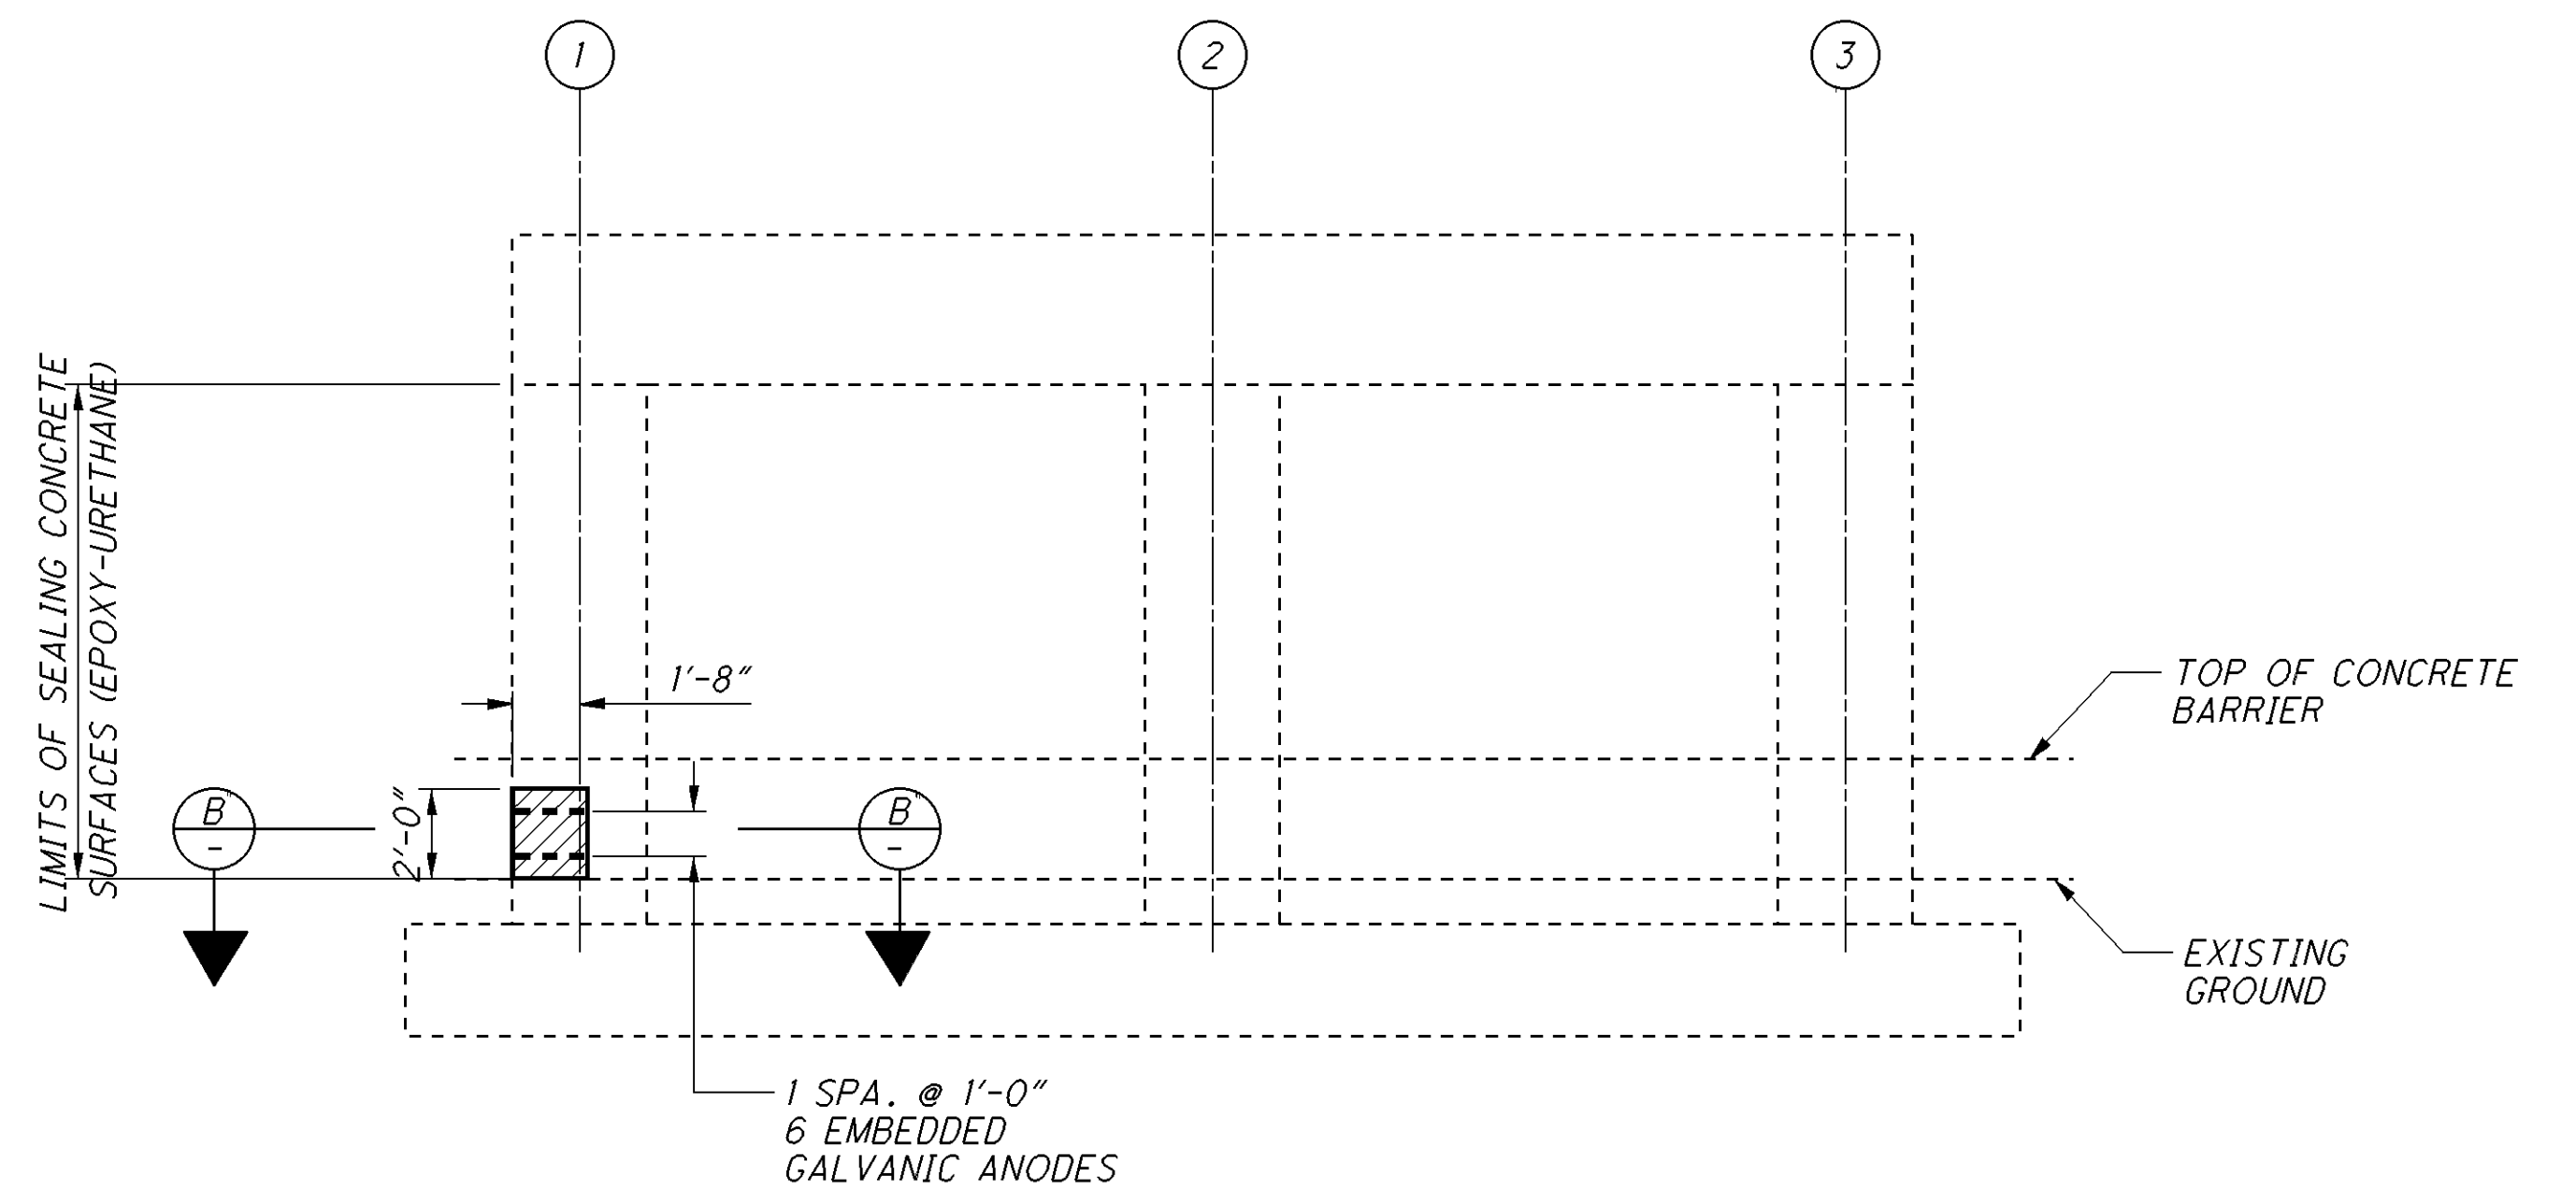 1
2
3
LIMITS OF SEALING CONCRETE
SURFACES (EPOXY-URETHANE)
1'-8"
TOP OF CONCRETE
BARRIER
2'-0"
B"
-
B"
-
EXISTING
GROUND
1 SPA. @ 1'-0"
6 EMBEDDED
GALVANIC ANODES